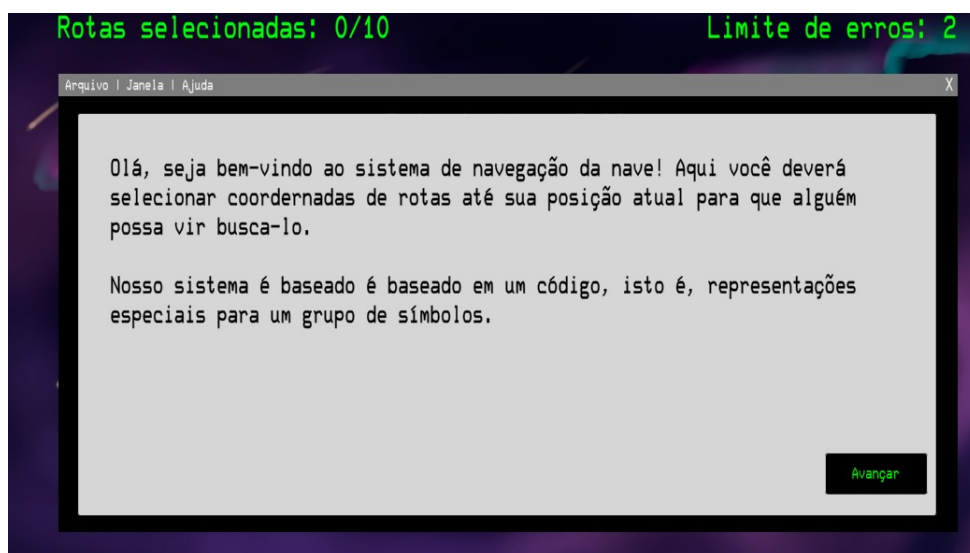 Rotas selecionadas: 0/10
Limite de erros: 2
Arquivo | Janela | Ajuda
X
Olá, seja bem-vindo ao sistema de navegação da nave! Aqui você deverá
selecionar coordernadas de rotas até sua posição atual para que alguém
possa vir busca-lo.
Nosso sistema é baseado é baseado em um código, isto é, representações
especiais para um grupo de símbolos.
Avançar